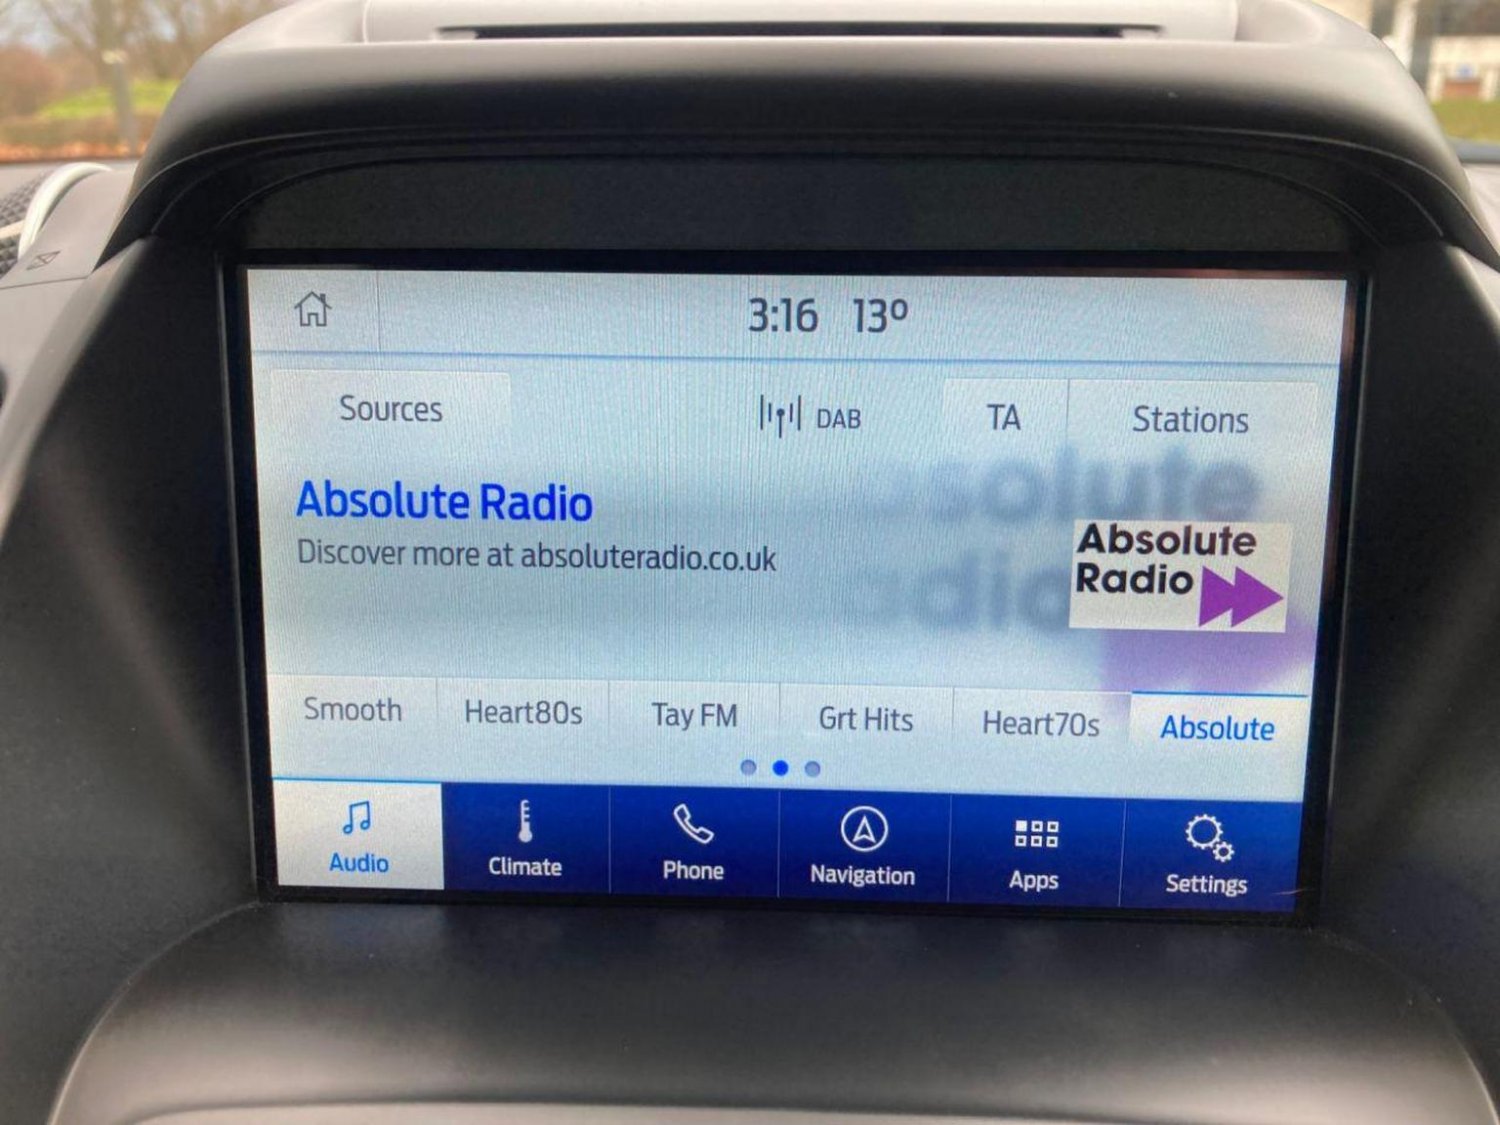 3:16 13º
Sources DAB TA Stations
Absolute Radio
Discover more at absoluteradio.co.uk
Absolute
Radio
Smooth Heart80s Tay FM Grt Hits Heart70s Absolute
Audio Climate Phone Navigation Apps Settings